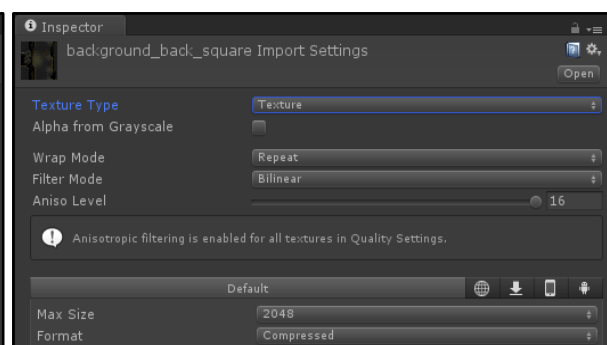 Inspector
background_back_square Import Settings
Open
Texture Type Texture
Alpha from Grayscale
Wrap Mode Repeat
Filter Mode Bilinear
Aniso Level 16
Anisotropic filtering is enabled for all textures in Quality Settings.
Default
Max Size 2048
Format Compressed